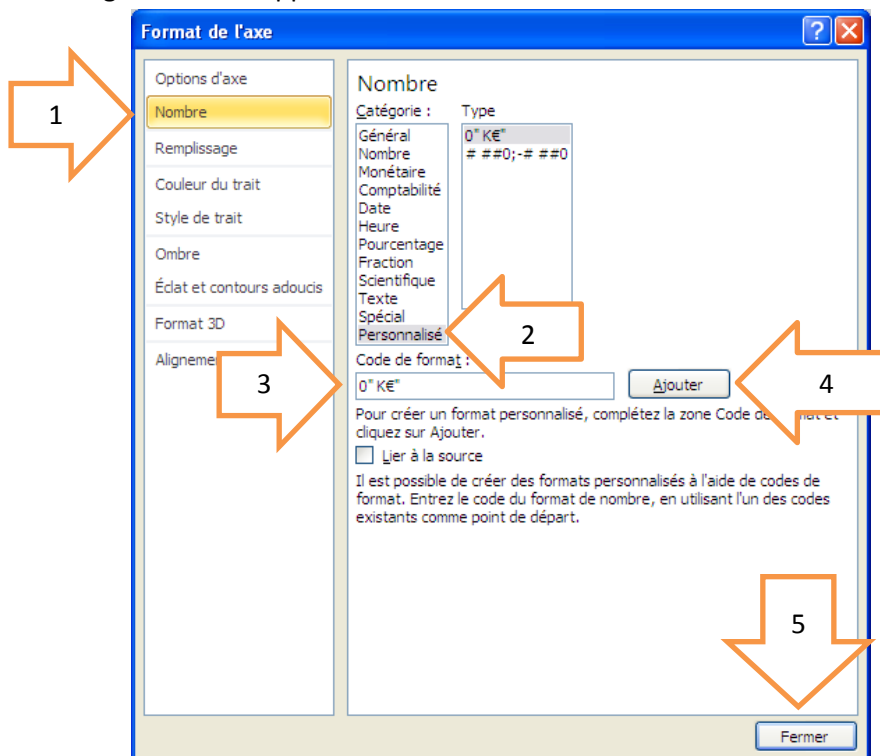 Format de l'axe
1
Options d'axe
Nombre
Remplissage
Couleur du trait
Style de trait
Ombre
Éclat et contours adoucis
Format 3D
Nombre
Catégorie : Type
Général
Nombre
Monétaire
Comptabilité
Date
Heure
Pourcentage
Fraction
Scientifique
Texte
Spécial
Personnalisé
0" K€"
# ##0;-# ##0
2
3
Code de format :
0" K€"
Ajouter
4
Pour créer un format personnalisé, complétez la zone Code de et
cliquez sur Ajouter.
Lier à la source
Il est possible de créer des formats personnalisés à l'aide de codes de
format. Entrez le code du format de nombre, en utilisant l'un des codes
existants comme point de départ.
5
Fermer